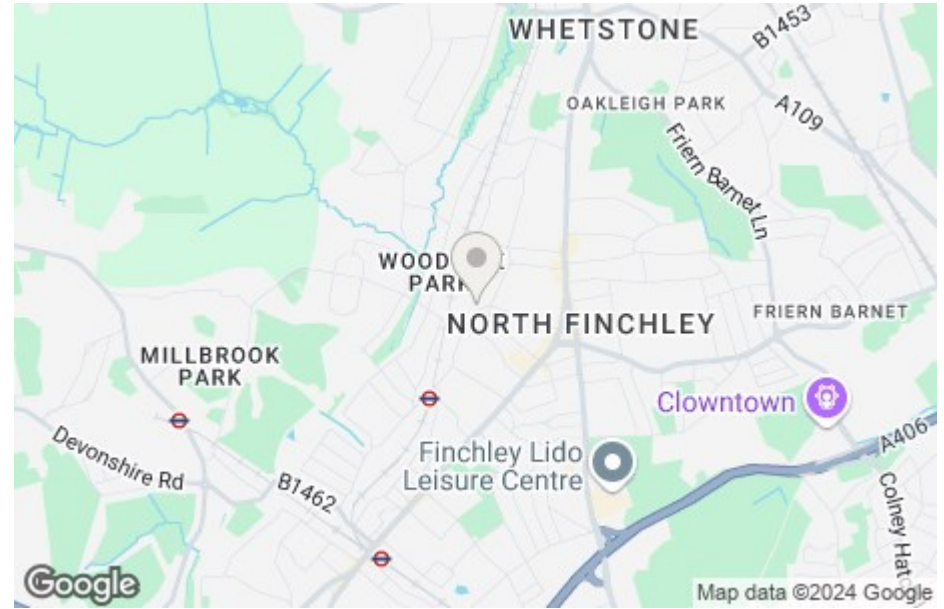 WHETSTONE
B1453
OAKLEIGH PARK
A109
Friern Barnet Ln
PARK
NORTH FINCHLEY
FRIERN BARNET
MILLBROOK
PARK
Clowntown
A406
Devonshire Rd
Finchley Lido
Leisure Centre
B1462
Colney
Google
Map data ©2024 Google